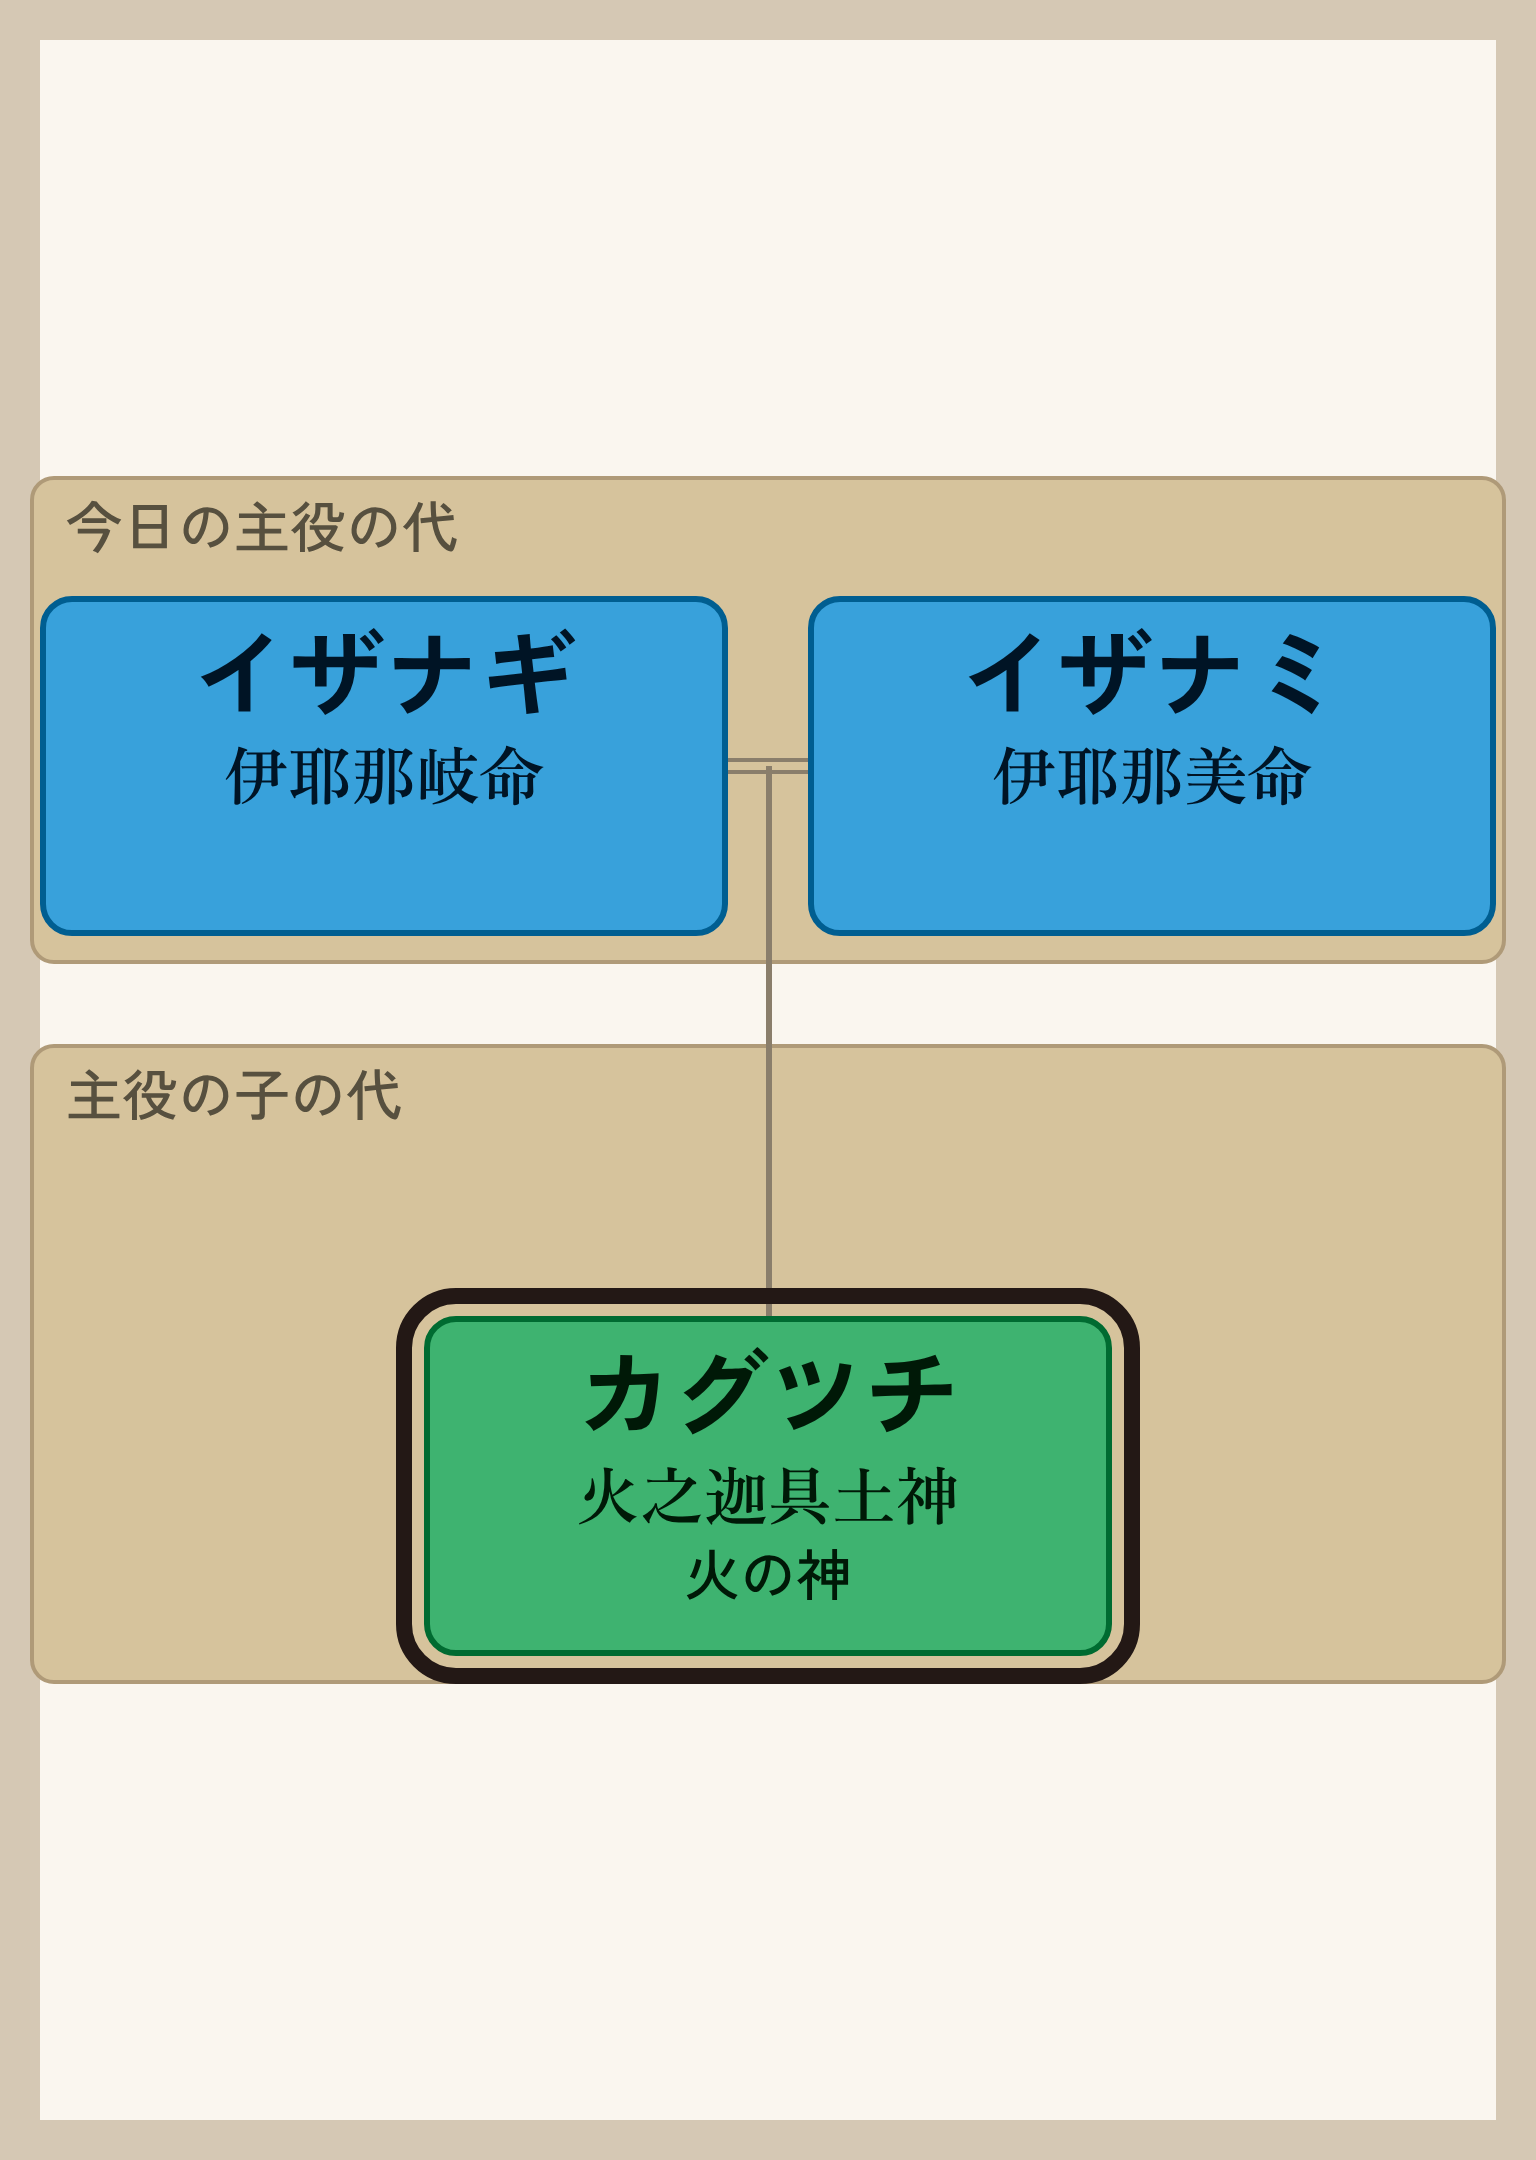 今日の主役の代
イザナギ
伊耶那岐命
イザナミ
伊耶那美命
主役の子の代
カグツチ
火之迦具土神
火の神